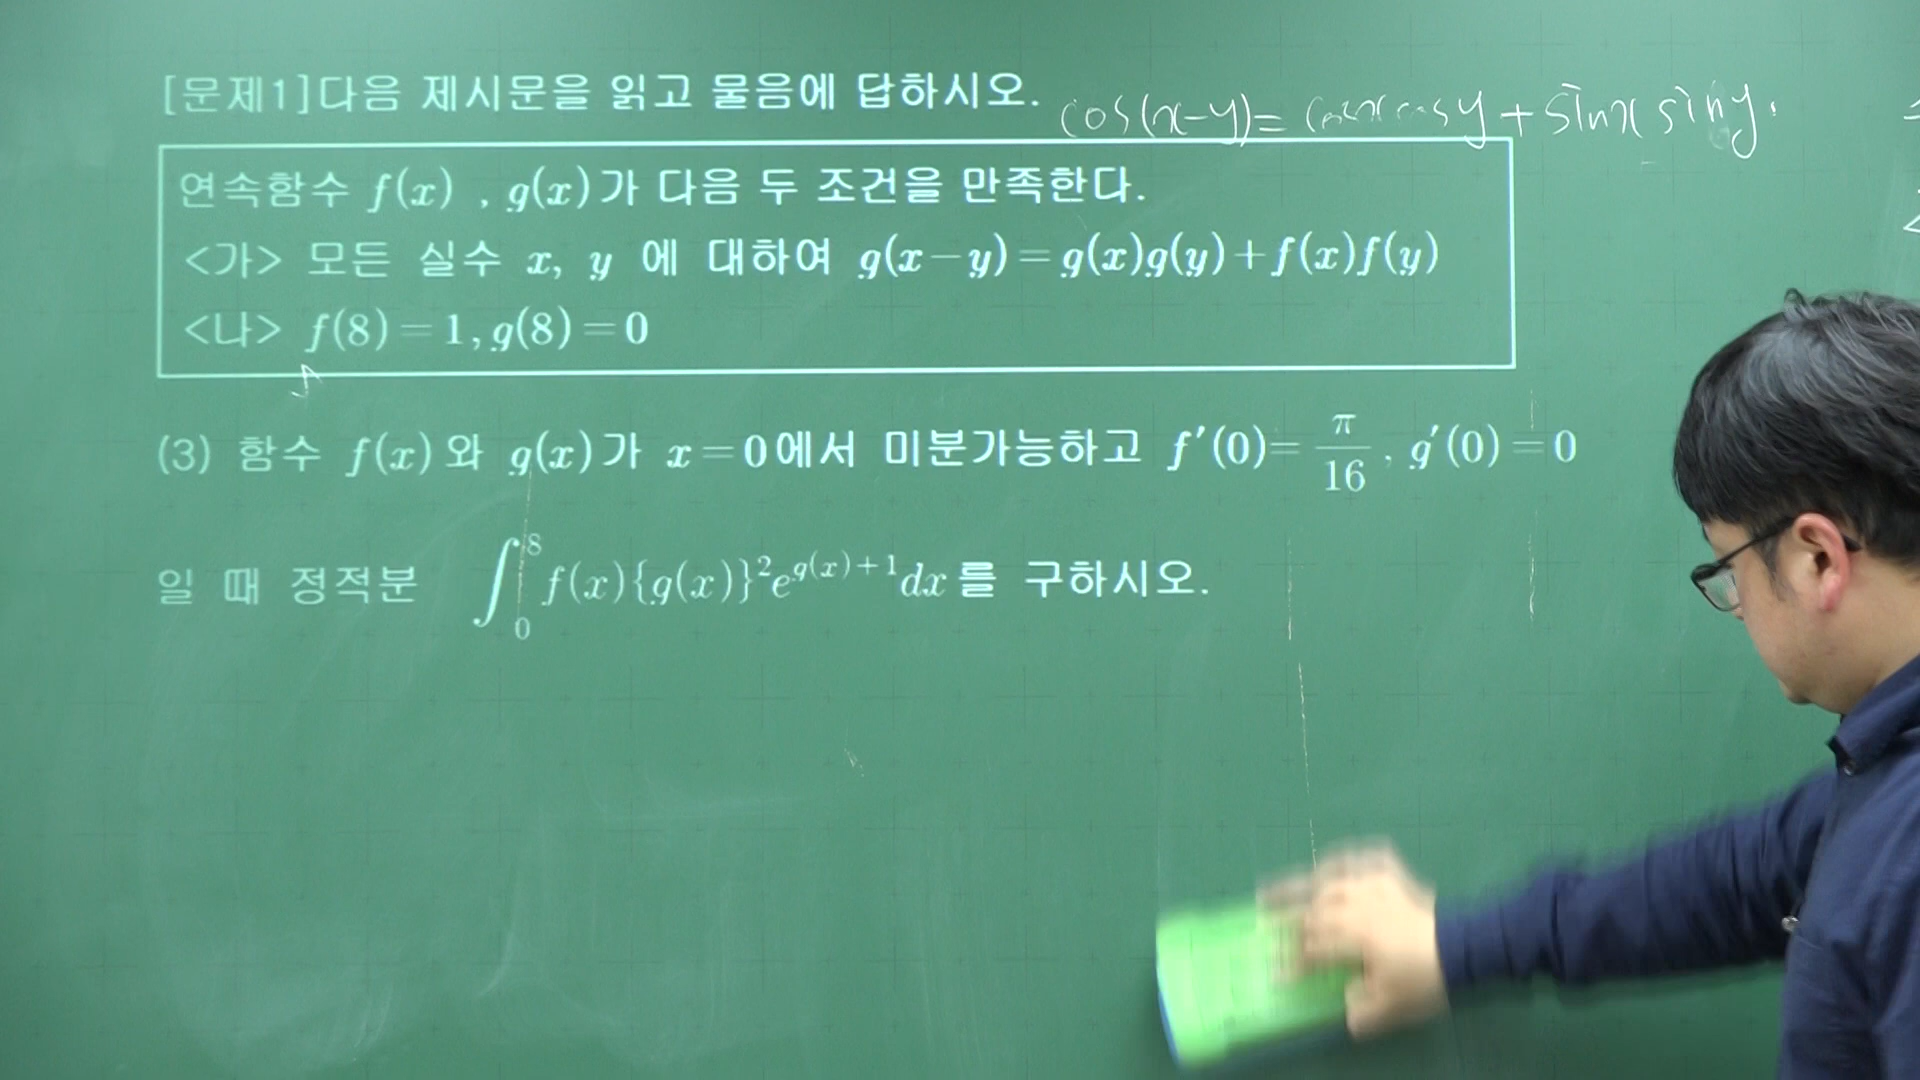 [문제1]다음 제시문을 읽고 물음에 답하시오.
cos(x-y)= cosxcosy+sinx siny.
연속함수 f(x) , g(x)가 다음 두 조건을 만족한다.
<가> 모든 실수 x, y 에 대하여 g(x-y)=g(x)g(y)+f(x)f(y)
<나> f(8)=1, g(8)=0
(3) 함수 f(x)와 g(x)가 x=0에서 미분가능하고 f′(0)= π/16 , g′(0)=0
일 때 정적분 ∫₀⁸ f(x){g(x)}²e^{g(x)+1}dx를 구하시오.